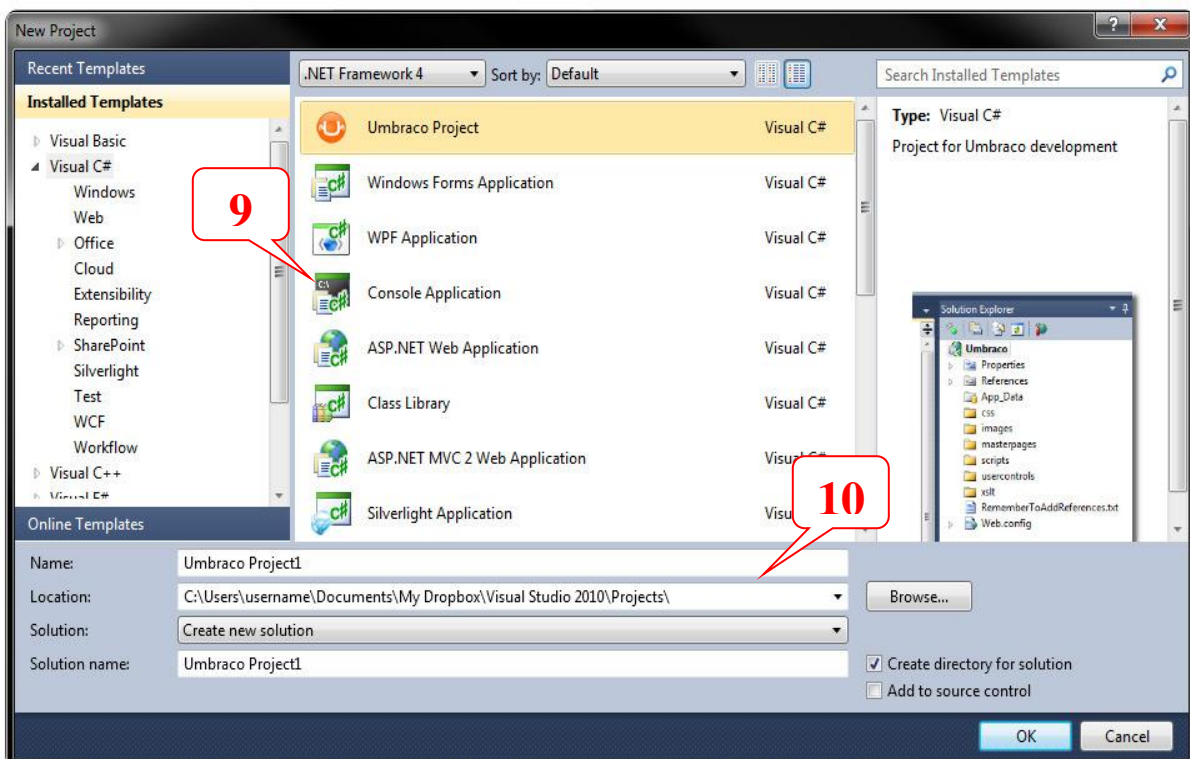 New Project
Recent Templates
Installed Templates
Visual Basic
Visual C#
Windows
Web
Office
Cloud
Extensibility
Reporting
SharePoint
Silverlight
Test
WCF
Workflow
Visual C++
Visual F#
Online Templates
.NET Framework 4 Sort by: Default
Umbraco Project Visual C#
Windows Forms Application Visual C#
WPF Application Visual C#
Console Application Visual C#
ASP.NET Web Application Visual C#
Class Library Visual C#
ASP.NET MVC 2 Web Application
Silverlight Application
9
10
Search Installed Templates
Type: Visual C#
Project for Umbraco development
Solution Explorer
Umbraco
Properties
References
App_Data
css
images
masterpages
scripts
usercontrols
xslt
RememberToAddReferences.txt
Web.config
Name: Umbraco Project1
Location: C:\Users\username\Documents\My Dropbox\Visual Studio 2010\Projects\ Browse...
Solution: Create new solution
Solution name: Umbraco Project1
Create directory for solution
Add to source control
OK Cancel